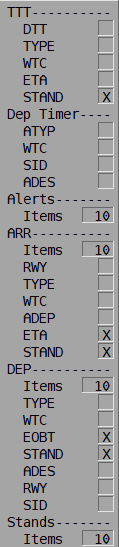 TTT----------
DTT
TYPE
WTC
ETA
STAND X
Dep Timer----
ATYP
WTC
SID
ADES
Alerts-------
Items 10
ARR----------
Items 10
RWY
TYPE
WTC
ADEP
ETA X
STAND X
DEP----------
Items 10
TYPE
WTC
EOBT X
STAND X
ADES
RWY
SID
Stands-------
Items 10